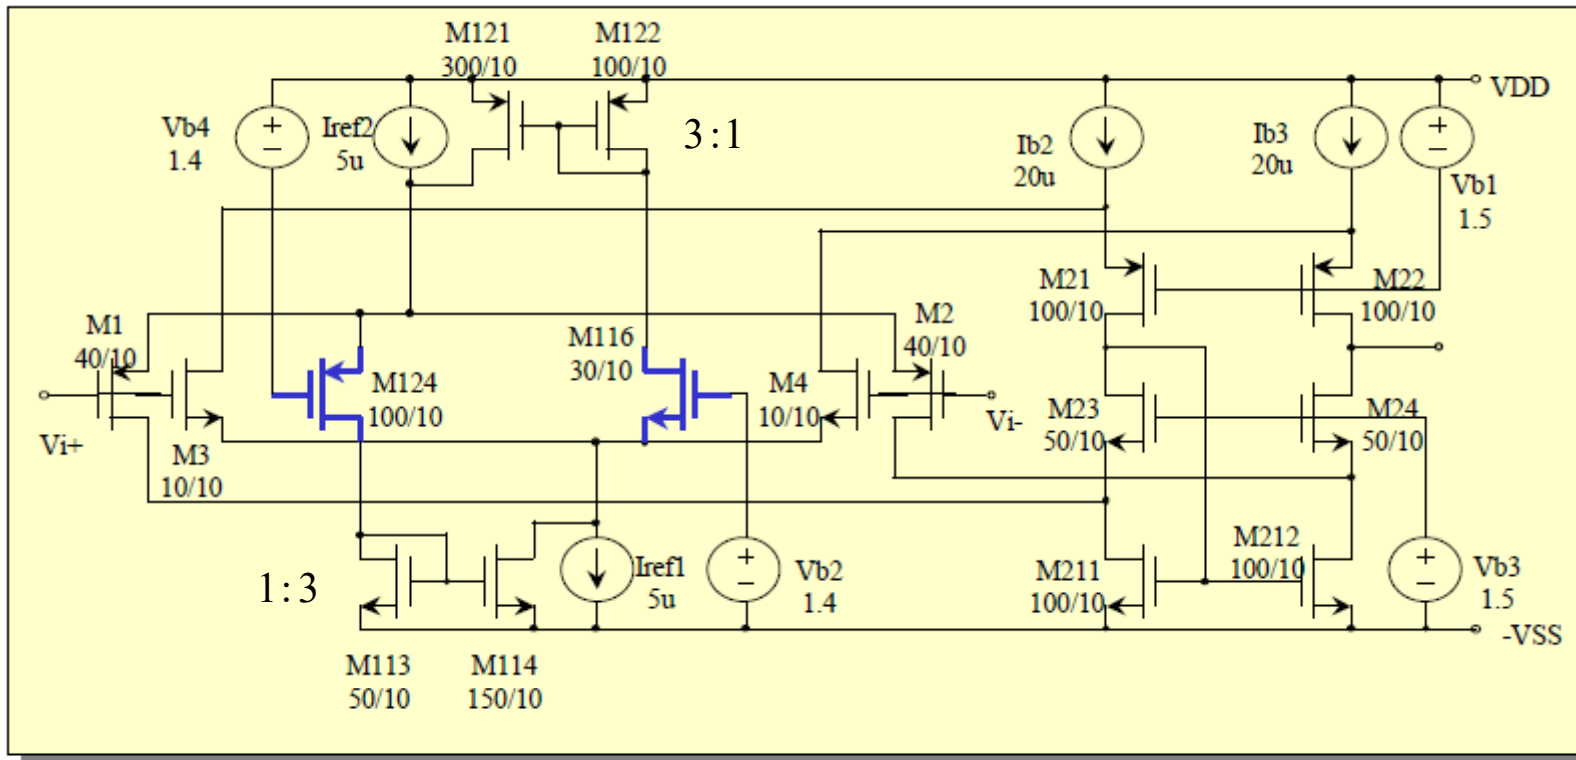 M121
300/10
M122
100/10
VDD
Vb4
1.4
Iref2
5u
3:1
Ib2
20u
Ib3
20u
Vb1
1.5
M21
100/10
M22
100/10
M1
40/10
M124
100/10
M116
30/10
M2
40/10
M4
10/10
Vi+
M3
10/10
Vi-
M23
50/10
M24
50/10
1:3
Iref1
5u
Vb2
1.4
M211
100/10
M212
100/10
Vb3
1.5
-VSS
M113
50/10
M114
150/10